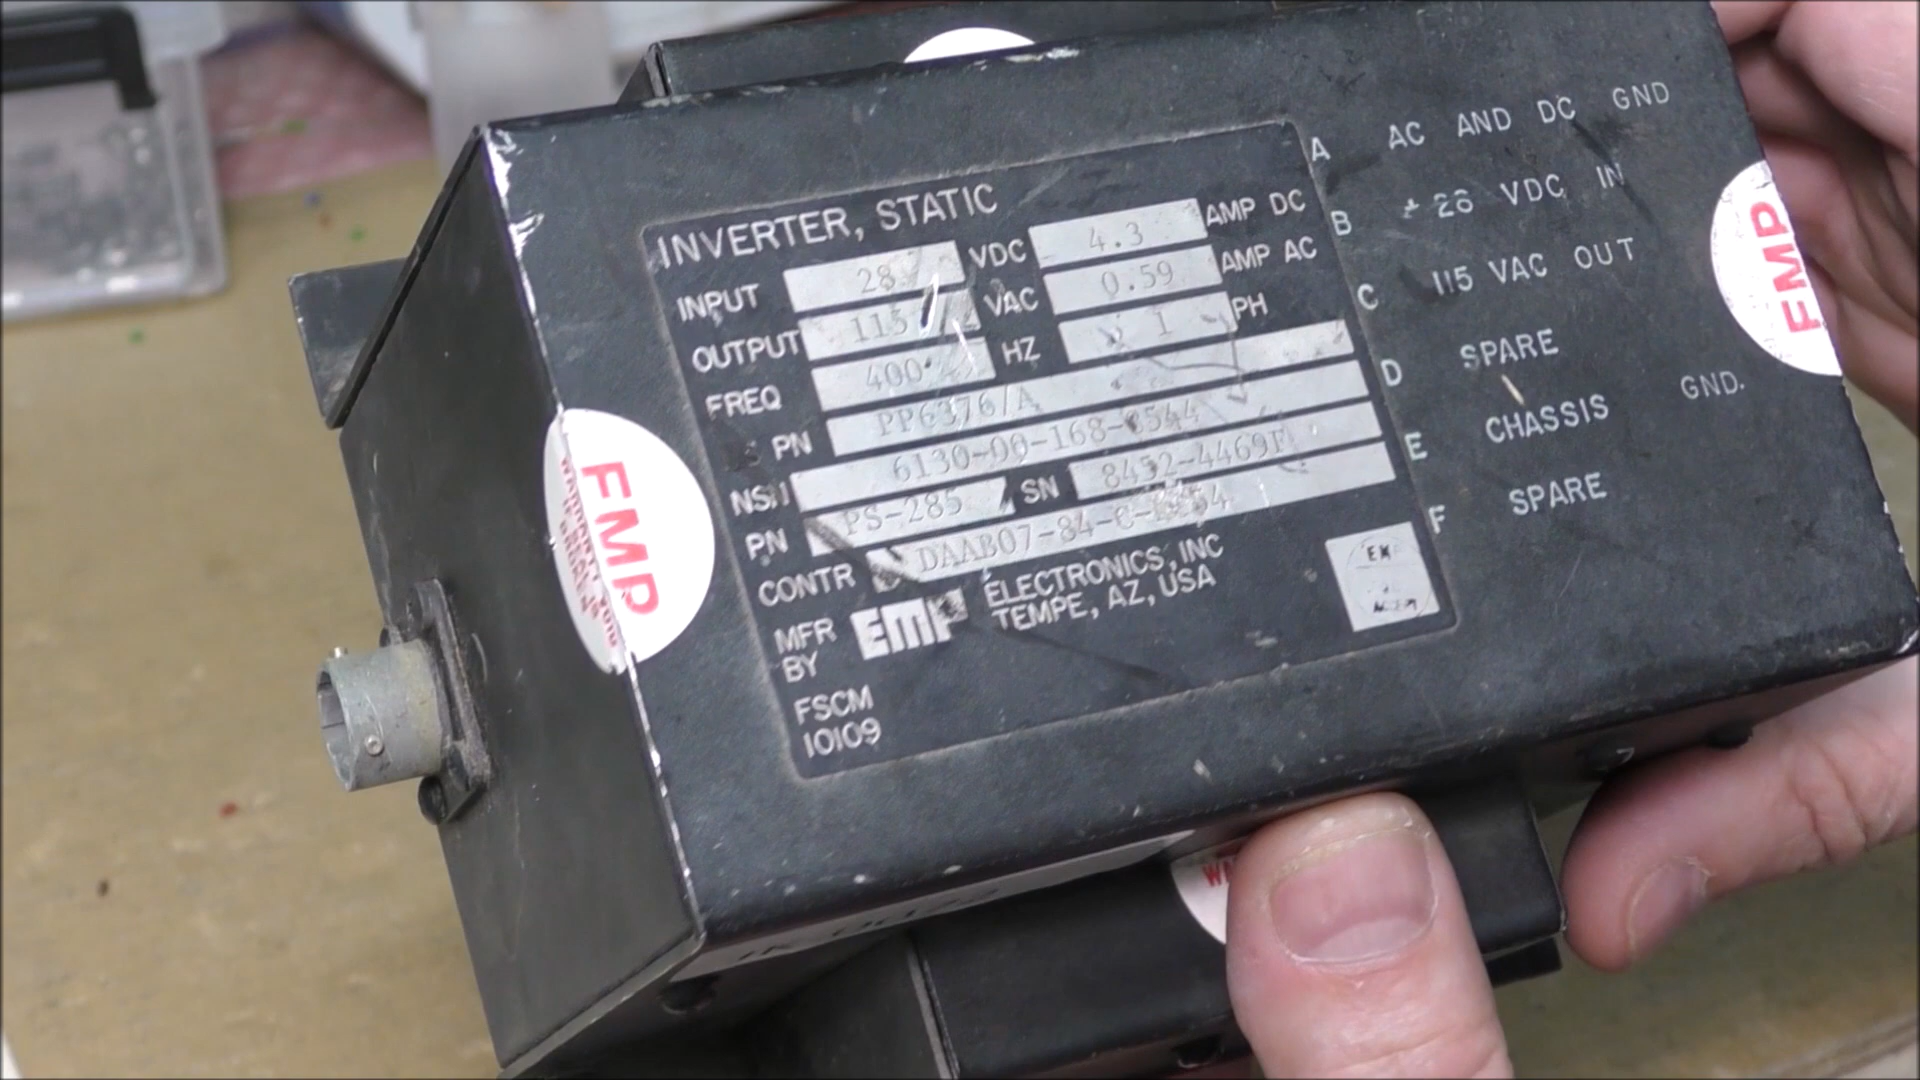 INVERTER, STATIC
INPUT 28 VDC 4.3 AMP DC
OUTPUT 115 VAC 0.59 AMP AC
FREQ 400 HZ 1 PH
PN PP6376/A
NSN 6130-00-168-0544
PN PS-285 SN 8452-4469F
CONTR DAAB07-84-C-
MFR BY EMP ELECTRONICS, INC
TEMPE, AZ, USA
FSCM
10109
A AC AND DC GND
B + 28 VDC IN
C 115 VAC OUT
D SPARE
E CHASSIS GND.
F SPARE
FMP
WARRANTY
FMP